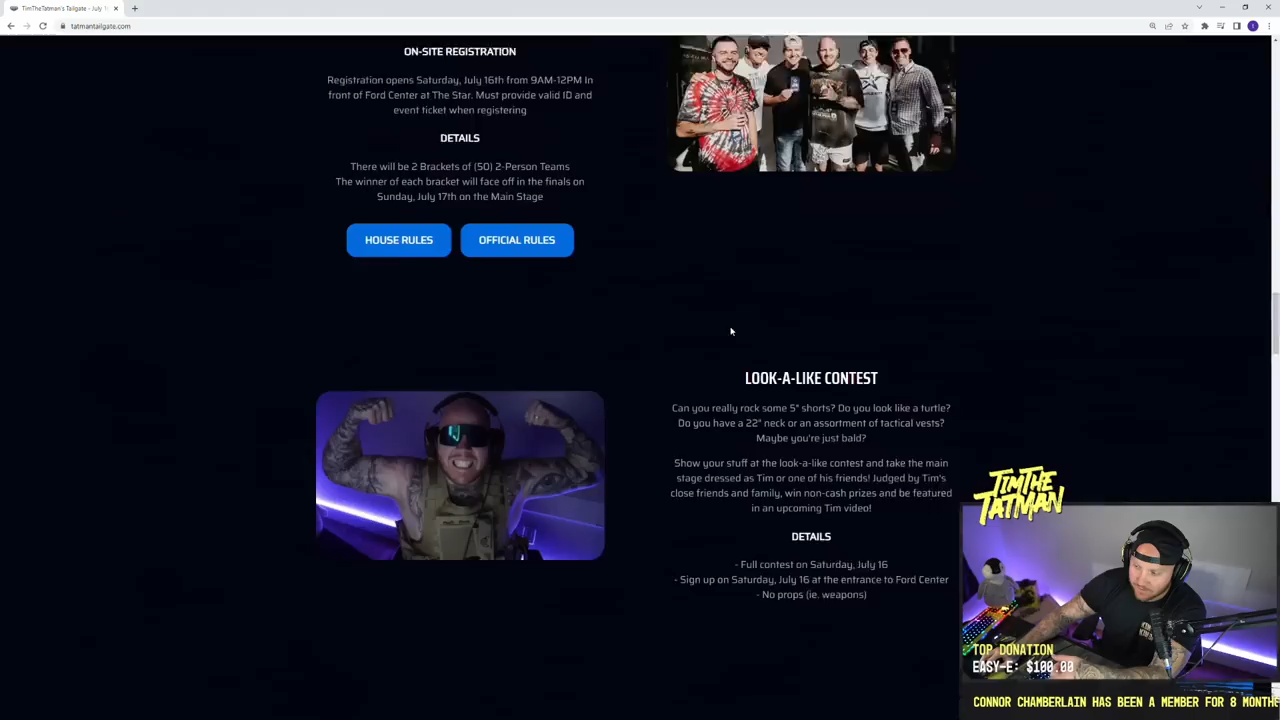 TimTheTatman's Tailgate - July 1
tatmantailgate.com
ON-SITE REGISTRATION
Registration opens Saturday, July 16th from 9AM-12PM In
front of Ford Center at The Star. Must provide valid ID and
event ticket when registering
DETAILS
There will be 2 Brackets of (50) 2-Person Teams
The winner of each bracket will face off in the finals on
Sunday, July 17th on the Main Stage
HOUSE RULES
OFFICIAL RULES
LOOK-A-LIKE CONTEST
Can you really rock some 5" shorts? Do you look like a turtle?
Do you have a 22" neck or an assortment of tactical vests?
Maybe you're just bald?
Show your stuff at the look-a-like contest and take the main
stage dressed as Tim or one of his friends! Judged by Tim's
close friends and family, win non-cash prizes and be featured
in an upcoming Tim video!
DETAILS
- Full contest on Saturday, July 16
- Sign up on Saturday, July 16 at the entrance to Ford Center
- No props (ie. weapons)
TIMTHE
TATMAN
TOP DONATION
EASY-E: $100.00
CONNOR CHAMBERLAIN HAS BEEN A MEMBER FOR 8 MONTHS